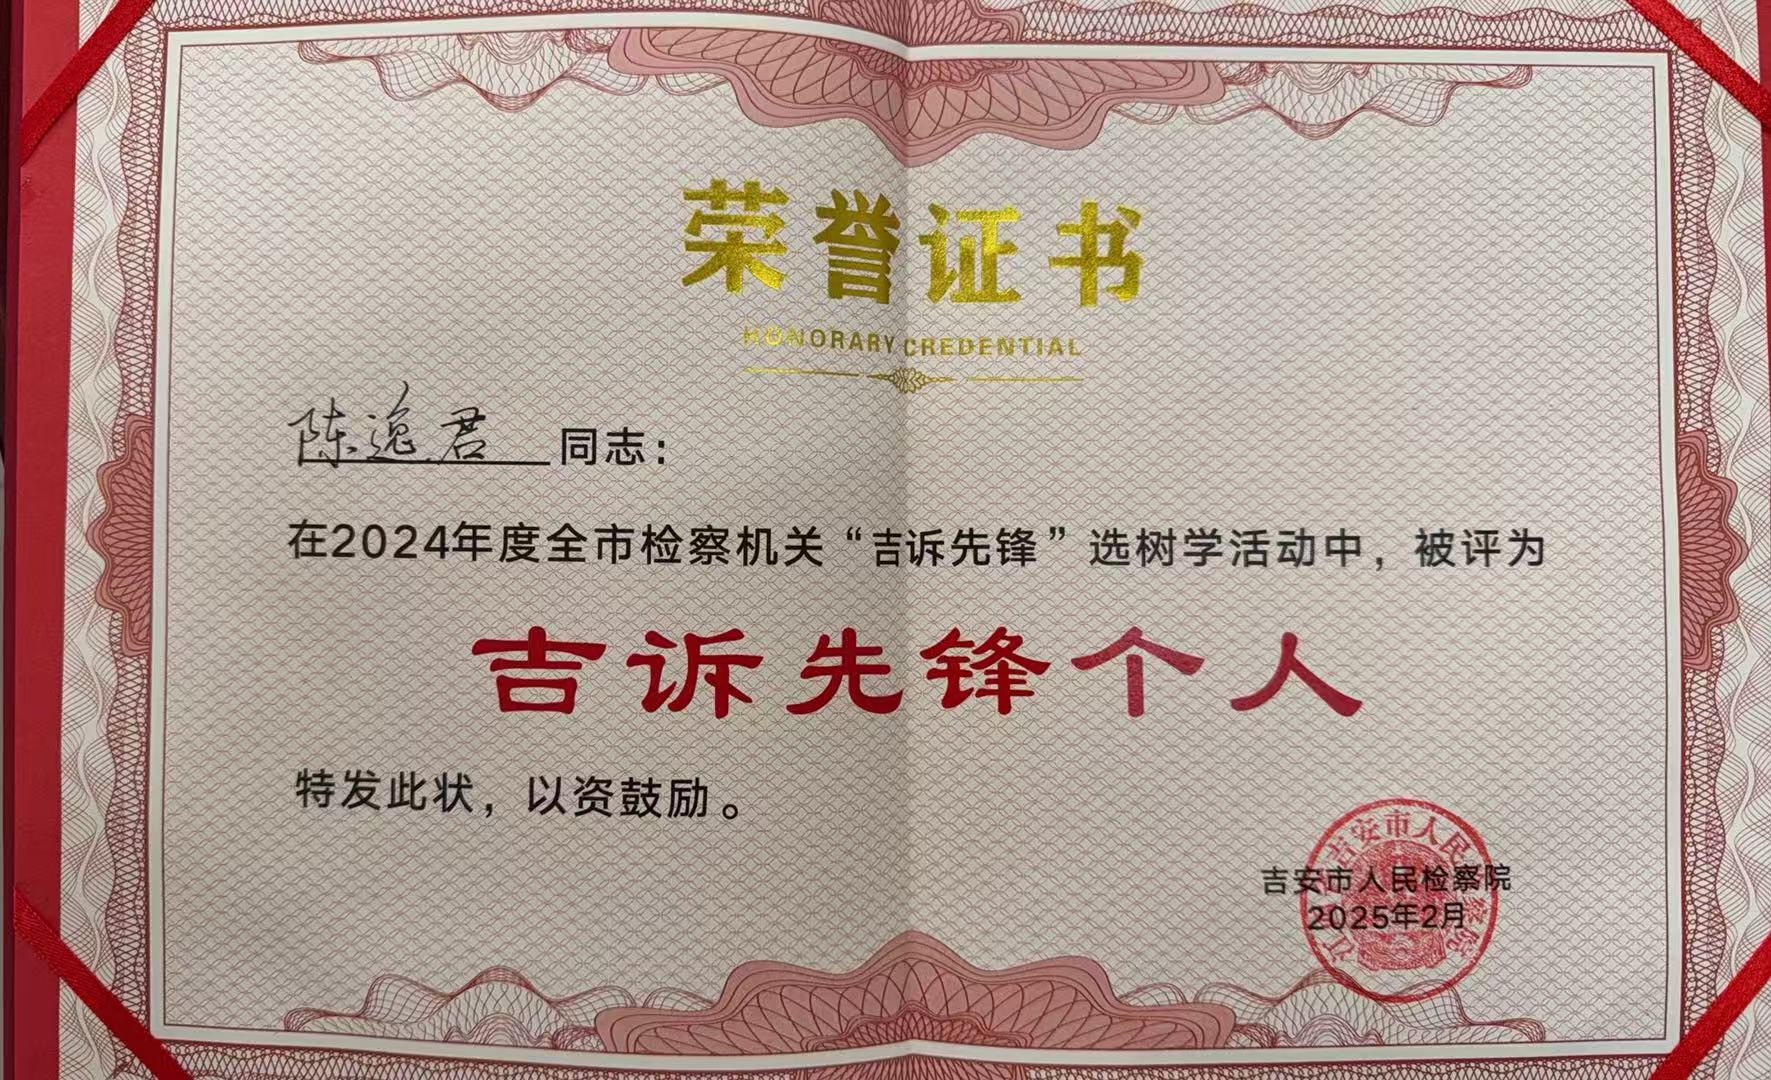 荣誉证书
HONORARY CREDENTIAL
陈逸君同志：
在2024年度全市检察机关“吉诉先锋”选树学活动中，被评为
吉诉先锋个人
特发此状，以资鼓励。
吉安市人民检察院
2025年2月